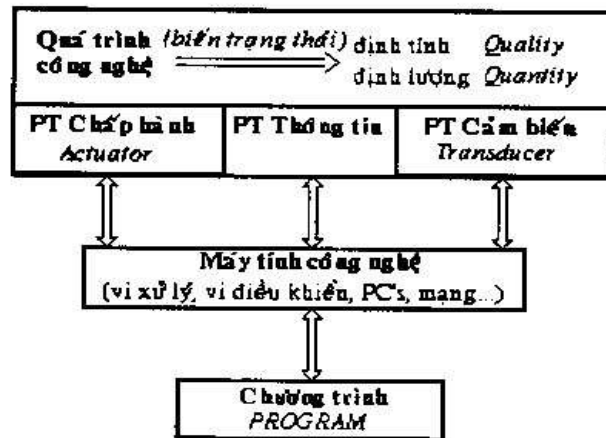 Quá trình (biến trạng thái) định tính Quality
công nghệ định lượng Quantity
PT Chấp hành PT Thông tin PT Cảm biến
Actuator Transducer
Máy tính công nghệ
(vi xử lý, vi điều khiển, PC's, mạng...)
Chương trình
PROGRAM